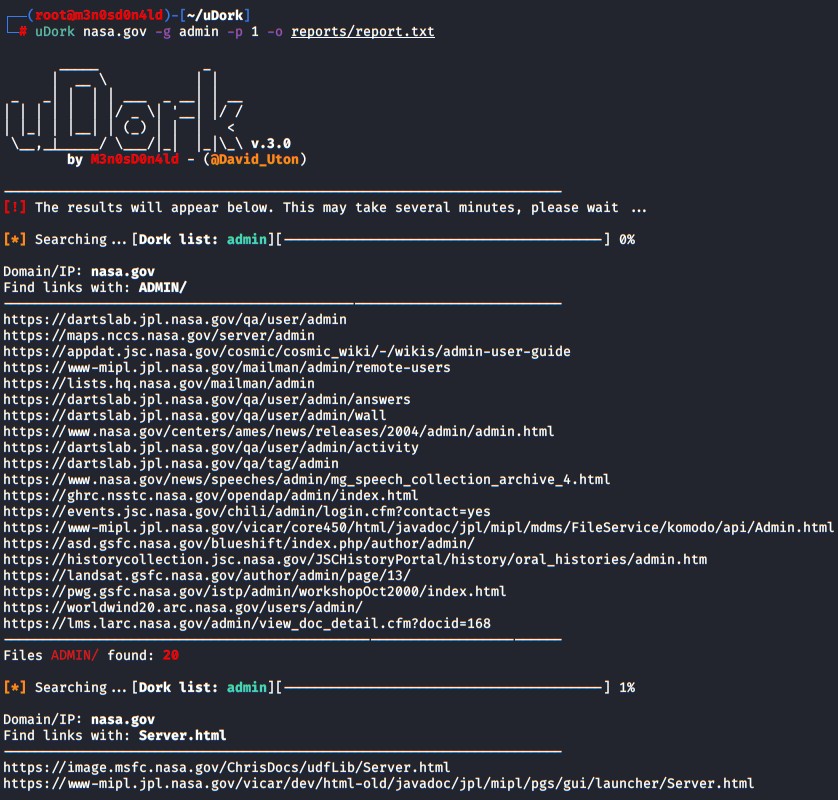 (root@m3n0sd0n4ld)-[~/uDork]
# uDork nasa.gov -g admin -p 1 -o reports/report.txt
uDork v.3.0
by M3n0sD0n4ld - (@David_Uton)
[!] The results will appear below. This may take several minutes, please wait ...
[*] Searching...[Dork list: admin][----------------------------------------] 0%
Domain/IP: nasa.gov
Find links with: ADMIN/
https://dartslab.jpl.nasa.gov/qa/user/admin
https://maps.nccs.nasa.gov/server/admin
https://appdat.jsc.nasa.gov/cosmic/cosmic_wiki/-/wikis/admin-user-guide
https://www-mipl.jpl.nasa.gov/mailman/admin/remote-users
https://lists.hq.nasa.gov/mailman/admin
https://dartslab.jpl.nasa.gov/qa/user/admin/answers
https://dartslab.jpl.nasa.gov/qa/user/admin/wall
https://www.nasa.gov/centers/ames/news/releases/2004/admin/admin.html
https://dartslab.jpl.nasa.gov/qa/user/admin/activity
https://dartslab.jpl.nasa.gov/qa/tag/admin
https://www.nasa.gov/news/speeches/admin/mg_speech_collection_archive_4.html
https://ghrc.nsstc.nasa.gov/opendap/admin/index.html
https://events.jsc.nasa.gov/chili/admin/login.cfm?contact=yes
https://www-mipl.jpl.nasa.gov/vicar/core450/html/javadoc/jpl/mipl/mdms/FileService/komodo/api/Admin.html
https://asd.gsfc.nasa.gov/blueshift/index.php/author/admin/
https://historycollection.jsc.nasa.gov/JSCHistoryPortal/history/oral_histories/admin.htm
https://landsat.gsfc.nasa.gov/author/admin/page/13/
https://pwg.gsfc.nasa.gov/istp/admin/workshopOct2000/index.html
https://worldwind20.arc.nasa.gov/users/admin/
https://lms.larc.nasa.gov/admin/view_doc_detail.cfm?docid=168
Files ADMIN/ found: 20
[*] Searching...[Dork list: admin][----------------------------------------] 1%
Domain/IP: nasa.gov
Find links with: Server.html
https://image.msfc.nasa.gov/ChrisDocs/udfLib/Server.html
https://www-mipl.jpl.nasa.gov/vicar/dev/html-old/javadoc/jpl/mipl/pgs/gui/launcher/Server.html